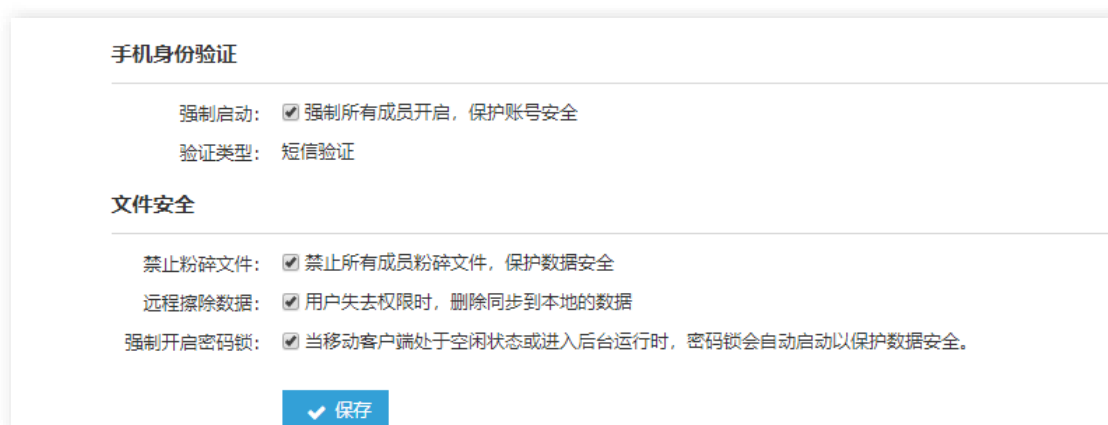 手机身份验证
强制启动： 强制所有成员开启，保护账号安全
验证类型： 短信验证
文件安全
禁止粉碎文件： 禁止所有成员粉碎文件，保护数据安全
远程擦除数据： 用户失去权限时，删除同步到本地的数据
强制开启密码锁： 当移动客户端处于空闲状态或进入后台运行时，密码锁会自动启动以保护数据安全。
保存